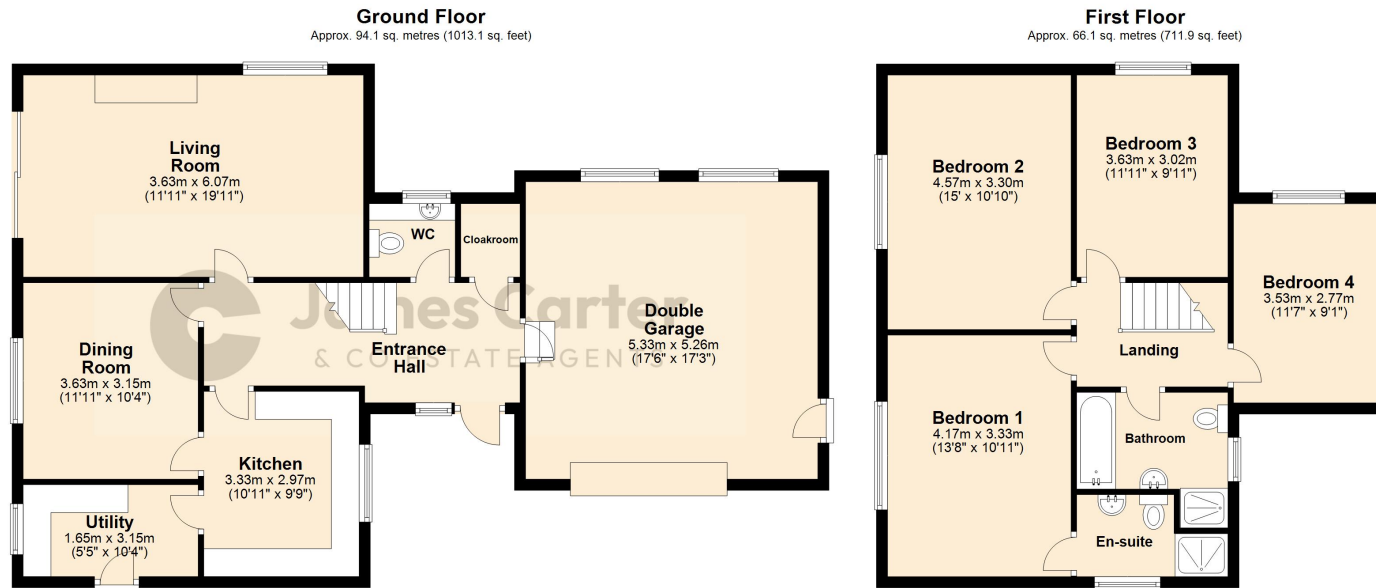 Ground Floor
Approx. 94.1 sq. metres (1013.1 sq. feet)
Living
Room
3.63m x 6.07m
(11'11" x 19'11")
WC
Cloakroom
Double
Garage
5.33m x 5.26m
(17'6" x 17'3")
Dining
Room
3.63m x 3.15m
(11'11" x 10'4")
Entrance
Hall
Kitchen
3.33m x 2.97m
(10'11" x 9'9")
Utility
1.65m x 3.15m
(5'5" x 10'4")
James Carter
& CO ESTATE AGENTS
First Floor
Approx. 66.1 sq. metres (711.9 sq. feet)
Bedroom 2
4.57m x 3.30m
(15' x 10'10")
Bedroom 3
3.63m x 3.02m
(11'11" x 9'11")
Bedroom 4
3.53m x 2.77m
(11'7" x 9'1")
Landing
Bedroom 1
4.17m x 3.33m
(13'8" x 10'11")
Bathroom
En-suite